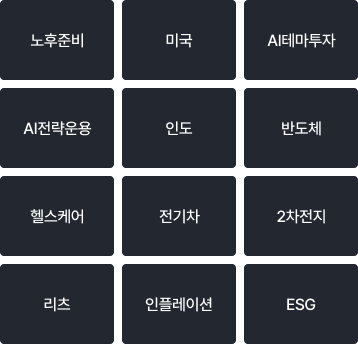 노후준비
미국
AI테마투자
AI전략운용
인도
반도체
헬스케어
전기차
2차전지
리츠
인플레이션
ESG